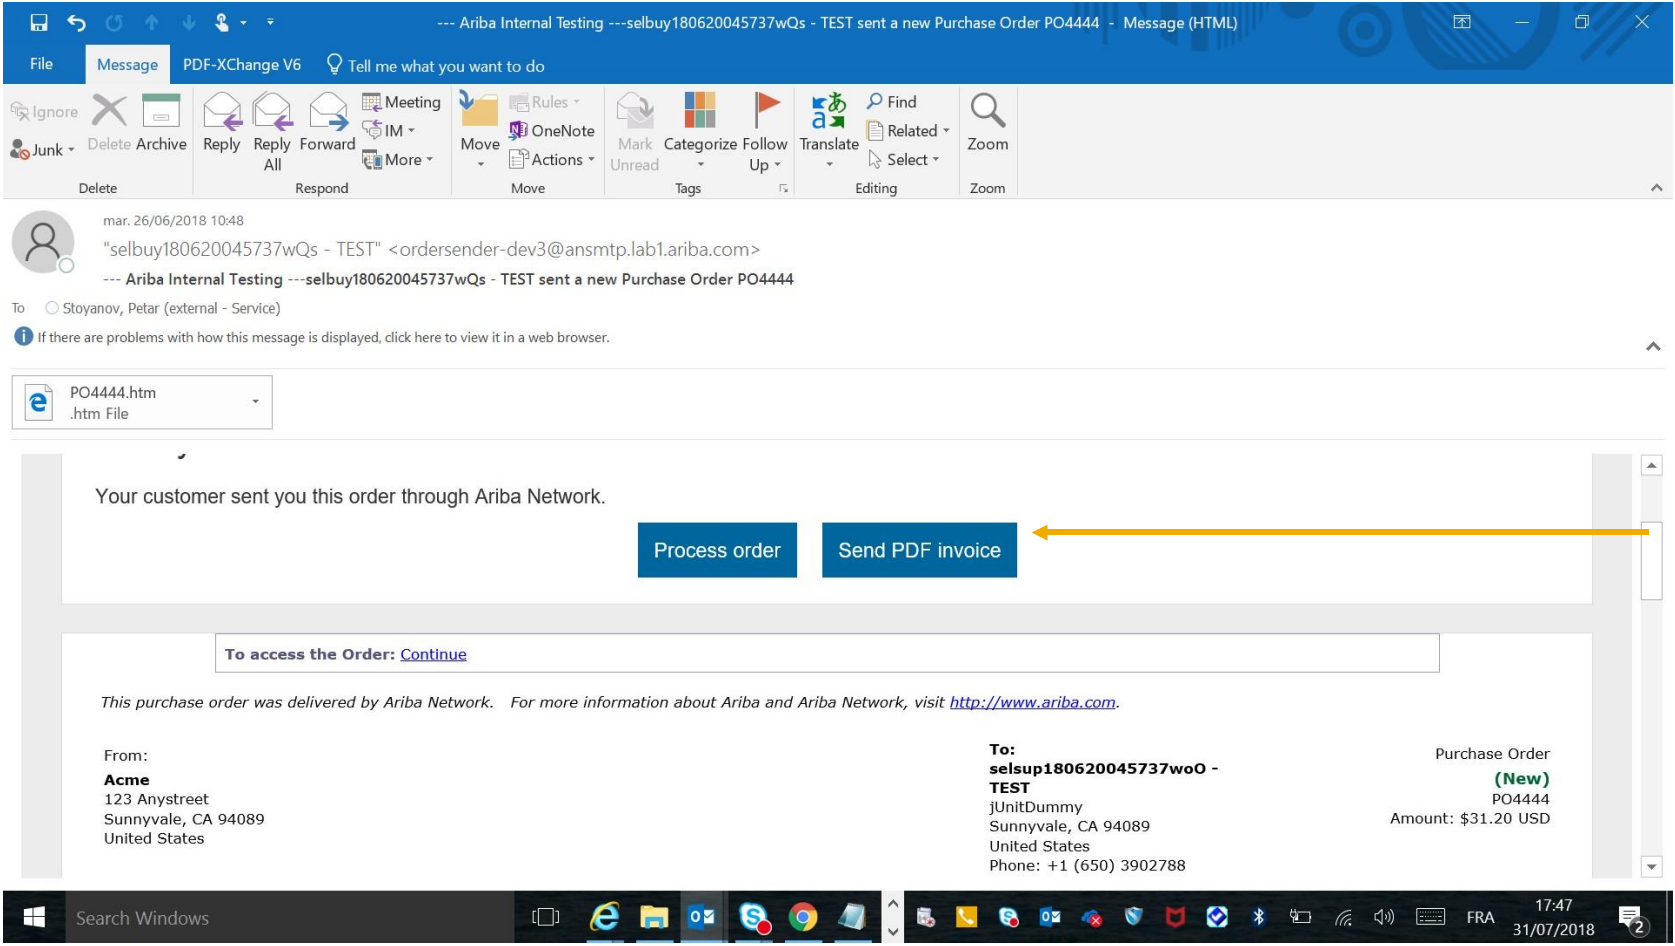 --- Ariba Internal Testing ---selbuy180620045737wQs - TEST sent a new Purchase Order PO4444 - Message (HTML)
File Message PDF-XChange V6 Tell me what you want to do
Ignore
Junk
Delete
Archive
Delete
Reply
Reply All
Forward
Meeting
IM
More
Respond
Move
Rules
OneNote
Actions
Move
Mark Unread
Categorize
Follow Up
Tags
Translate
Find
Related
Select
Editing
Zoom
Zoom
mar. 26/06/2018 10:48
"selbuy180620045737wQs - TEST" <ordersender-dev3@ansmtp.lab1.ariba.com>
--- Ariba Internal Testing ---selbuy180620045737wQs - TEST sent a new Purchase Order PO4444
To Stoyanov, Petar (external - Service)
If there are problems with how this message is displayed, click here to view it in a web browser.
PO4444.htm
.htm File
Your customer sent you this order through Ariba Network.
Process order Send PDF invoice
To access the Order: Continue
This purchase order was delivered by Ariba Network. For more information about Ariba and Ariba Network, visit http://www.ariba.com.
From:
Acme
123 Anystreet
Sunnyvale, CA 94089
United States
To:
selsup180620045737woO -
TEST
jUnitDummy
Sunnyvale, CA 94089
United States
Phone: +1 (650) 3902788
Purchase Order
(New)
PO4444
Amount: $31.20 USD
Search Windows
FRA
17:47
31/07/2018
2